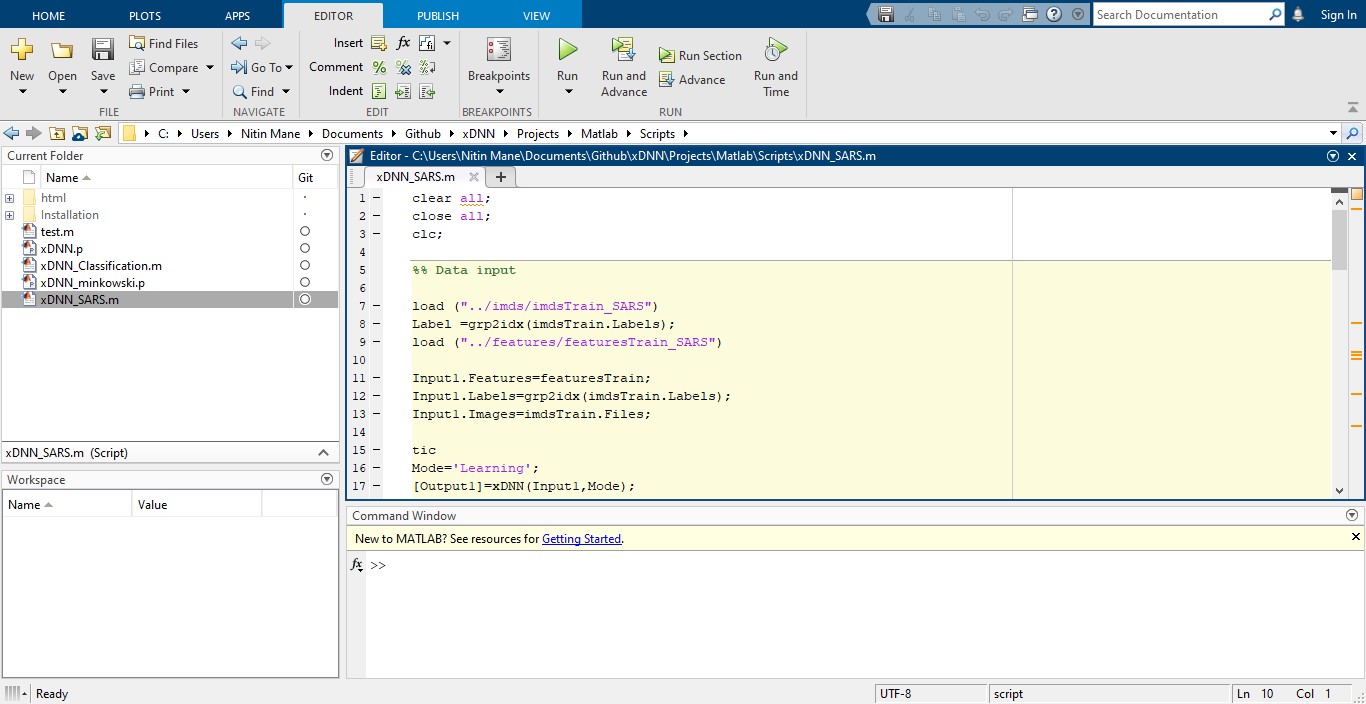 HOME PLOTS APPS EDITOR PUBLISH VIEW Search Documentation Sign In
New Open Save Find Files Compare Print Go To Find Insert fx fi Comment Indent Breakpoints Run Run and Advance Run Section Advance Run and Time
FILE NAVIGATE EDIT BREAKPOINTS RUN
C: Users Nitin Mane Documents Github xDNN Projects Matlab Scripts
Current Folder
Name Git
html
Installation
test.m
xDNN.p
xDNN_Classification.m
xDNN_minkowski.p
xDNN_SARS.m
xDNN_SARS.m (Script)
Workspace
Name Value
Editor - C:\Users\Nitin Mane\Documents\Github\xDNN\Projects\Matlab\Scripts\xDNN_SARS.m
xDNN_SARS.m
1 clear all;
2 close all;
3 clc;
4
5 %% Data input
6
7 load ("../imds/imdsTrain_SARS")
8 Label =grp2idx(imdsTrain.Labels);
9 load ("../features/featuresTrain_SARS")
10
11 Input1.Features=featuresTrain;
12 Input1.Labels=grp2idx(imdsTrain.Labels);
13 Input1.Images=imdsTrain.Files;
14
15 tic
16 Mode='Learning';
17 [Output1]=xDNN(Input1,Mode);
Command Window
New to MATLAB? See resources for Getting Started.
fx >>
Ready UTF-8 script Ln 10 Col 1